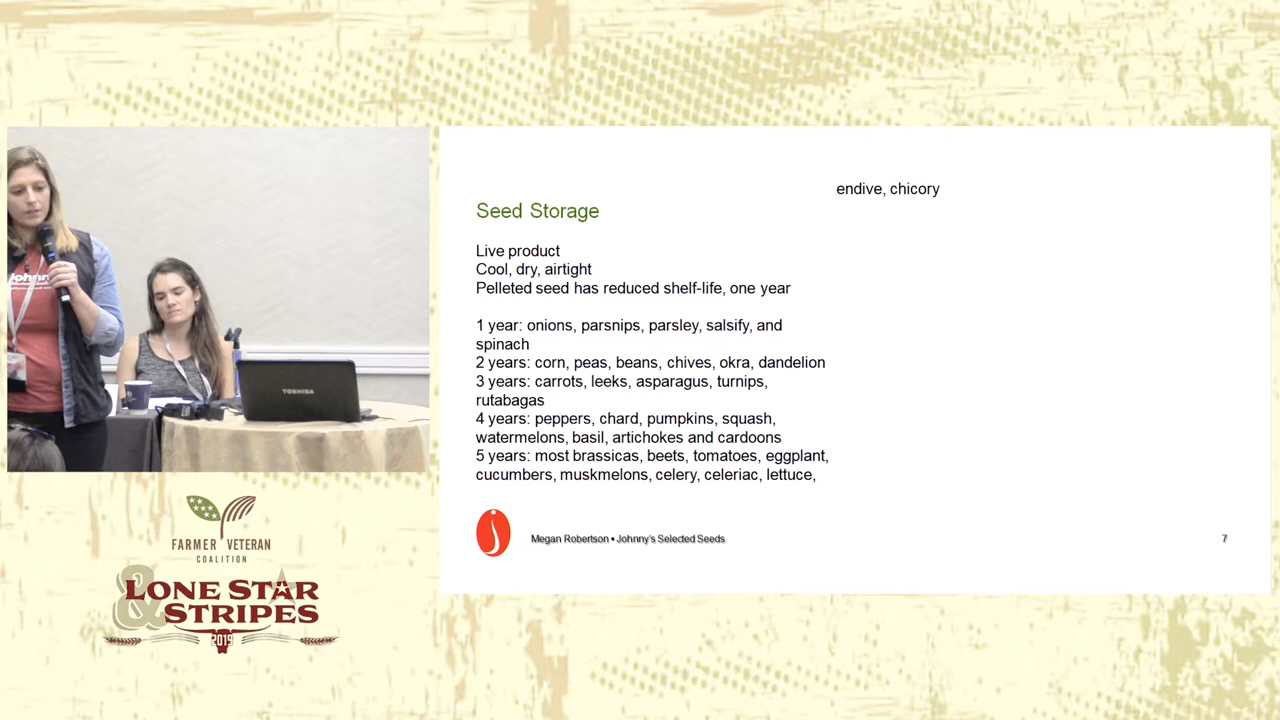 endive, chicory
Seed Storage
Live product
Cool, dry, airtight
Pelleted seed has reduced shelf-life, one year
1 year: onions, parsnips, parsley, salsify, and
spinach
2 years: corn, peas, beans, chives, okra, dandelion
3 years: carrots, leeks, asparagus, turnips,
rutabagas
4 years: peppers, chard, pumpkins, squash,
watermelons, basil, artichokes and cardoons
5 years: most brassicas, beets, tomatoes, eggplant,
cucumbers, muskmelons, celery, celeriac, lettuce,
Megan Robertson • Johnny's Selected Seeds
7
TOSHIBA
FARMER VETERAN
COALITION
LONE STAR
& STRIPES
2019